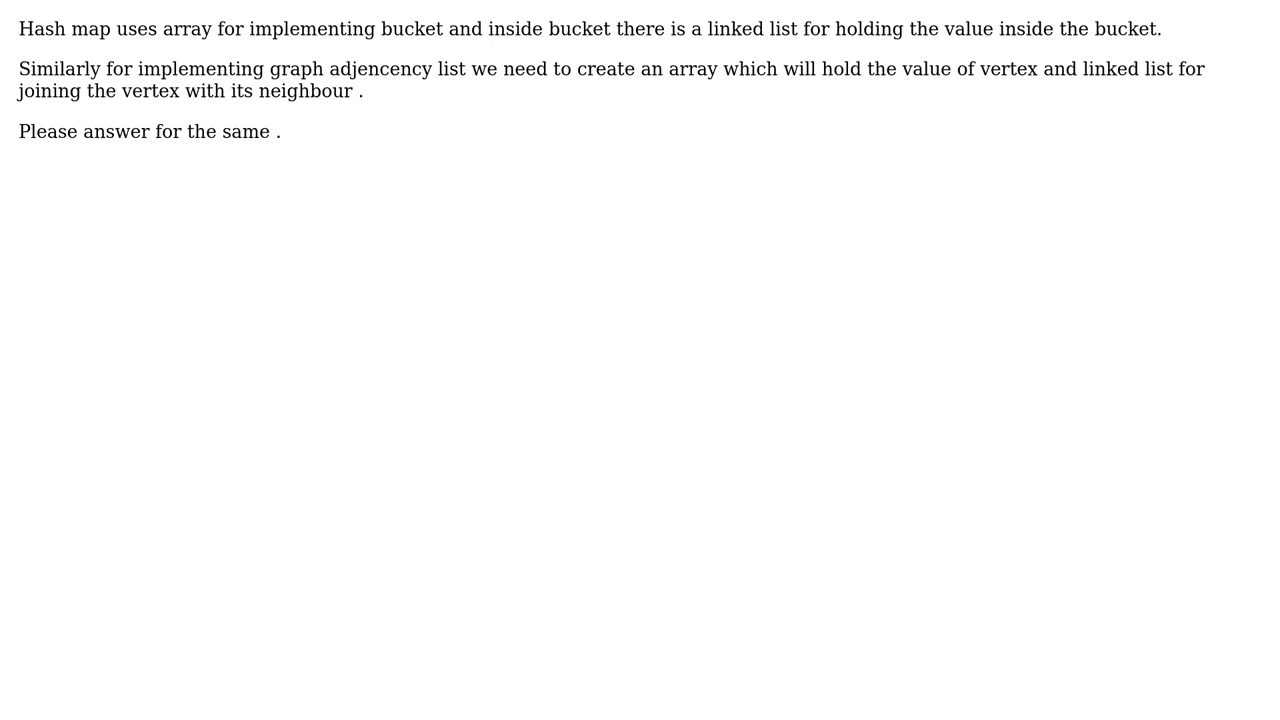 Hash map uses array for implementing bucket and inside bucket there is a linked list for holding the value inside the bucket.
Similarly for implementing graph adjencency list we need to create an array which will hold the value of vertex and linked list for
joining the vertex with its neighbour .
Please answer for the same .